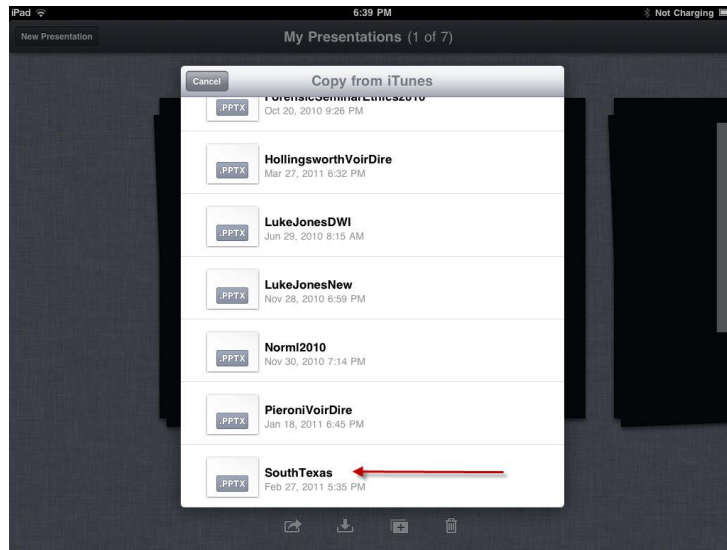 iPad 6:39 PM Not Charging
New Presentation My Presentations (1 of 7)
Cancel Copy from iTunes
ForensicSeminarEthics2010
.PPTX
Oct 20, 2010 9:26 PM
HollingsworthVoirDire
.PPTX
Mar 27, 2011 6:32 PM
LukeJonesDWI
.PPTX
Jun 29, 2010 8:15 AM
LukeJonesNew
.PPTX
Nov 28, 2010 6:59 PM
Norml2010
.PPTX
Nov 30, 2010 7:14 PM
PieroniVoirDire
.PPTX
Jan 18, 2011 6:45 PM
SouthTexas
.PPTX
Feb 27, 2011 5:35 PM